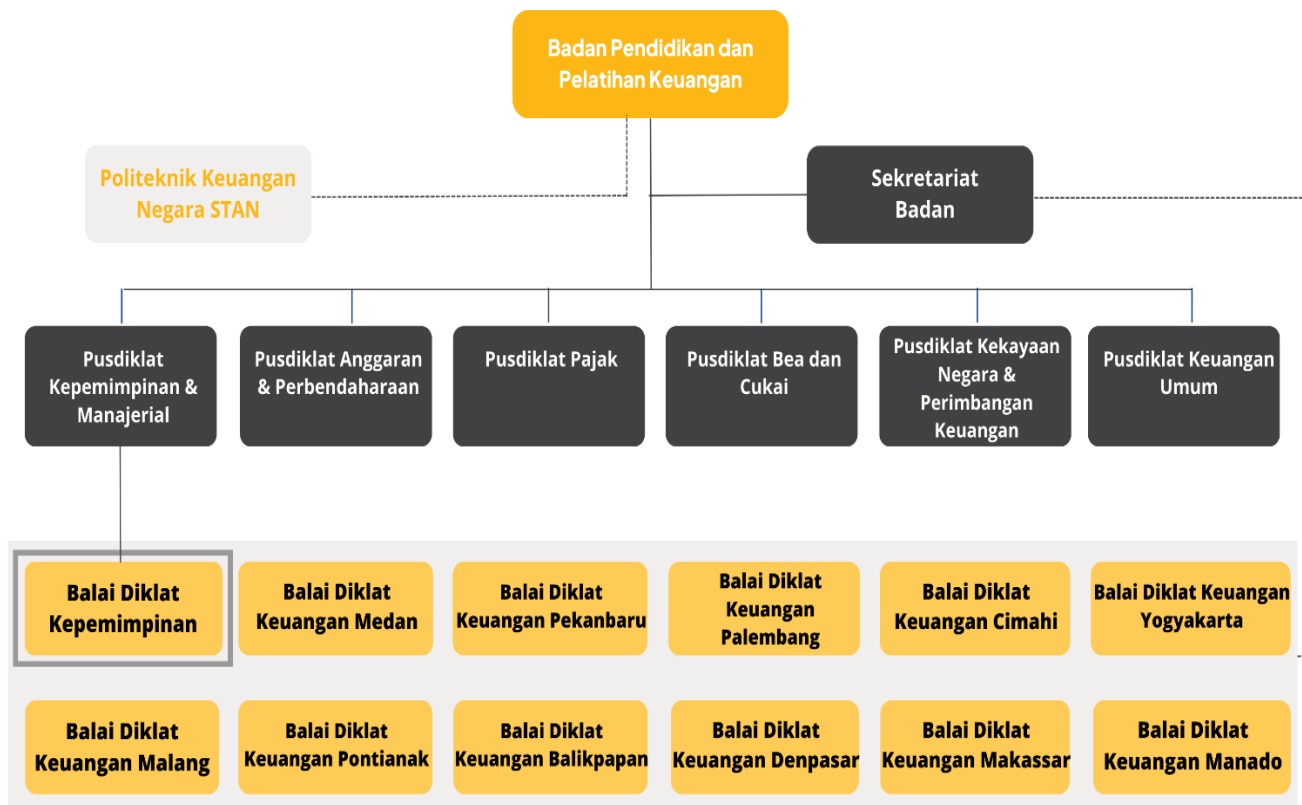 Badan Pendidikan dan
Pelatihan Keuangan
Politeknik Keuangan
Negara STAN
Sekretariat
Badan
Pusdiklat
Kepemimpinan &
Manajerial
Pusdiklat Anggaran
& Perbendaharaan
Pusdiklat Pajak
Pusdiklat Bea dan
Cukai
Pusdiklat Kekayaan
Negara &
Perimbangan
Keuangan
Pusdiklat Keuangan
Umum
Balai Diklat
Kepemimpinan
Balai Diklat
Keuangan Medan
Balai Diklat
Keuangan Pekanbaru
Balai Diklat
Keuangan
Palembang
Balai Diklat
Keuangan Cimahi
Balai Diklat Keuangan
Yogyakarta
Balai Diklat
Keuangan Malang
Balai Diklat
Keuangan Pontianak
Balai Diklat
Keuangan Balikpapan
Balai Diklat
Keuangan Denpasar
Balai Diklat
Keuangan Makassar
Balai Diklat
Keuangan Manado